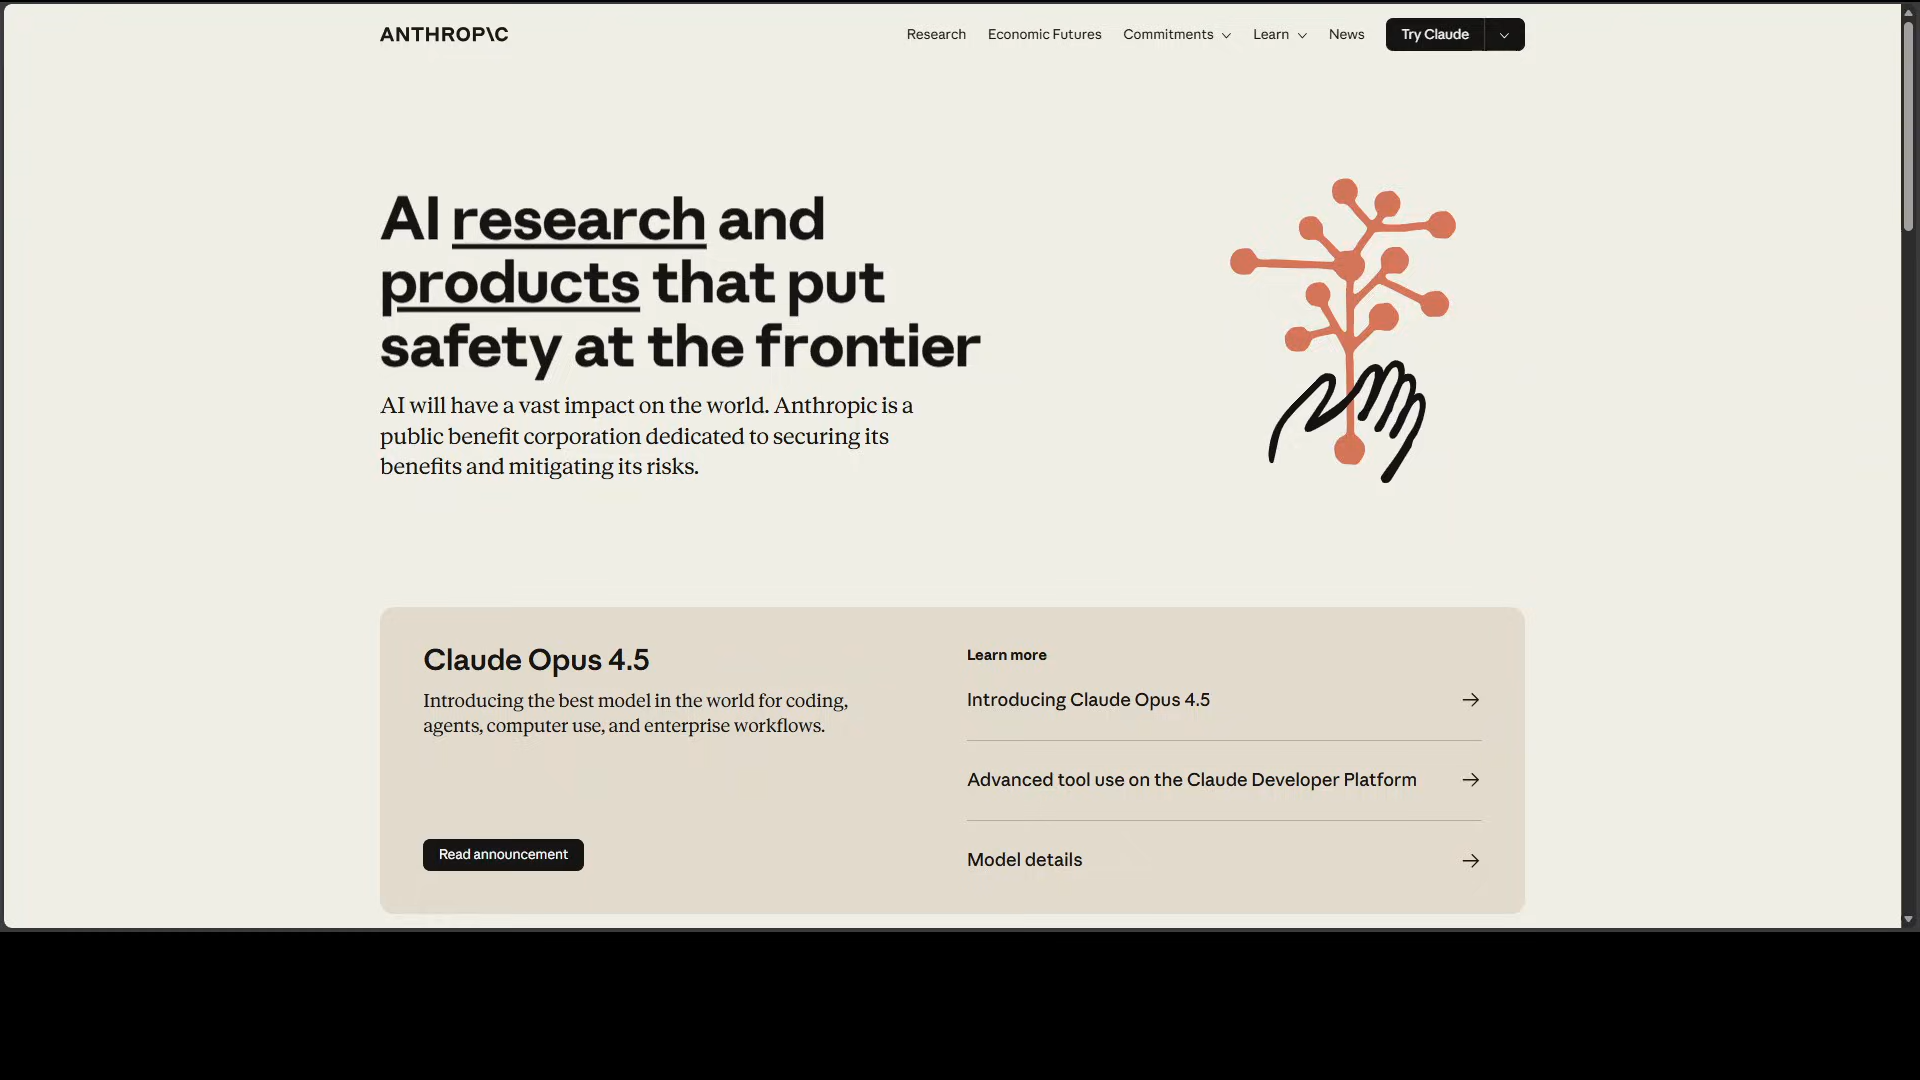 ANTHROP\C
Research
Economic Futures
Commitments
Learn
News
Try Claude
AI research and
products that put
safety at the frontier
AI will have a vast impact on the world. Anthropic is a
public benefit corporation dedicated to securing its
benefits and mitigating its risks.
Claude Opus 4.5
Introducing the best model in the world for coding,
agents, computer use, and enterprise workflows.
Read announcement
Learn more
Introducing Claude Opus 4.5
Advanced tool use on the Claude Developer Platform
Model details